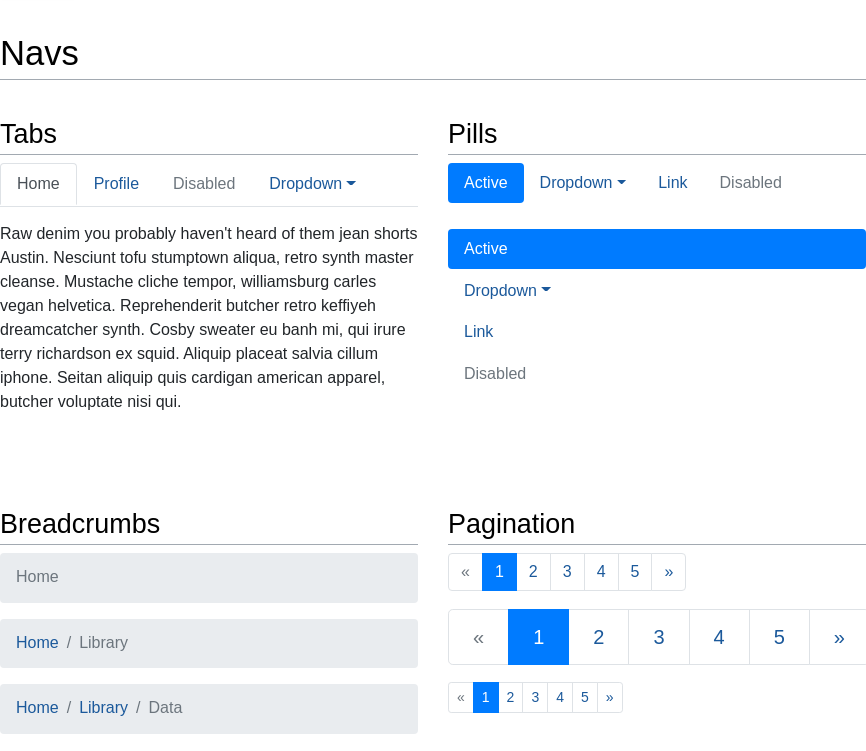 Navs
Tabs
Home Profile Disabled Dropdown
Raw denim you probably haven't heard of them jean shorts
Austin. Nesciunt tofu stumptown aliqua, retro synth master
cleanse. Mustache cliche tempor, williamsburg carles
vegan helvetica. Reprehenderit butcher retro keffiyeh
dreamcatcher synth. Cosby sweater eu banh mi, qui irure
terry richardson ex squid. Aliquip placeat salvia cillum
iphone. Seitan aliquip quis cardigan american apparel,
butcher voluptate nisi qui.
Pills
Active Dropdown Link Disabled
Active
Dropdown
Link
Disabled
Breadcrumbs
Home
Home / Library
Home / Library / Data
Pagination
« 1 2 3 4 5 »
« 1 2 3 4 5 »
« 1 2 3 4 5 »